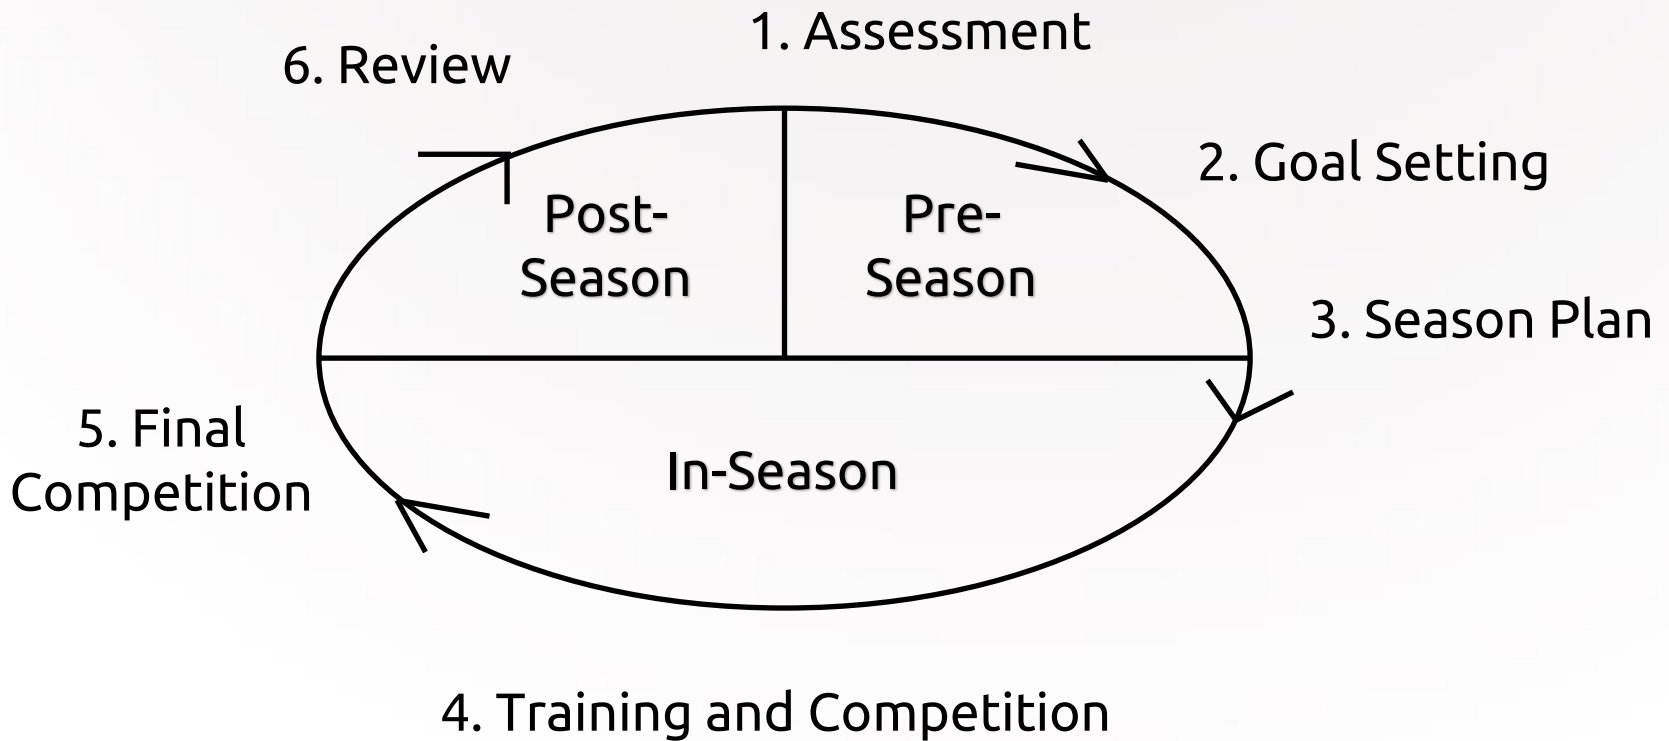 1. Assessment
6. Review
2. Goal Setting
Post-
Season
Pre-
Season
3. Season Plan
5. Final
Competition
In-Season
4. Training and Competition